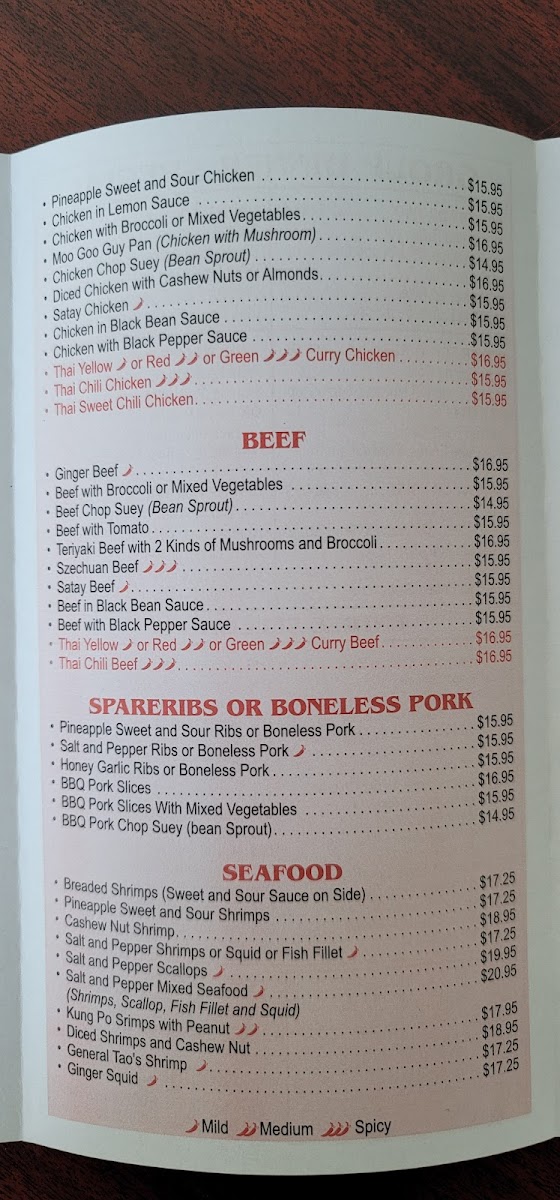 • Pineapple Sweet and Sour Chicken $15.95
• Chicken in Lemon Sauce $15.95
• Chicken with Broccoli or Mixed Vegetables $15.95
• Moo Goo Guy Pan (Chicken with Mushroom) $16.95
• Chicken Chop Suey (Bean Sprout) $14.95
• Diced Chicken with Cashew Nuts or Almonds $16.95
• Satay Chicken $15.95
• Chicken in Black Bean Sauce $15.95
• Chicken with Black Pepper Sauce $15.95
• Thai Yellow or Red or Green Curry Chicken $16.95
• Thai Chili Chicken $15.95
• Thai Sweet Chili Chicken $15.95
BEEF
• Ginger Beef $16.95
• Beef with Broccoli or Mixed Vegetables $15.95
• Beef Chop Suey (Bean Sprout) $14.95
• Beef with Tomato $15.95
• Teriyaki Beef with 2 Kinds of Mushrooms and Broccoli $16.95
• Szechuan Beef $15.95
• Satay Beef $15.95
• Beef in Black Bean Sauce $15.95
• Beef with Black Pepper Sauce $15.95
• Thai Yellow or Red or Green Curry Beef $16.95
• Thai Chili Beef $16.95
SPARERIBS OR BONELESS PORK
• Pineapple Sweet and Sour Ribs or Boneless Pork $15.95
• Salt and Pepper Ribs or Boneless Pork $15.95
• Honey Garlic Ribs or Boneless Pork $15.95
• BBQ Pork Slices $16.95
• BBQ Pork Slices With Mixed Vegetables $15.95
• BBQ Pork Chop Suey (bean Sprout) $14.95
SEAFOOD
• Breaded Shrimps (Sweet and Sour Sauce on Side) $17.25
• Pineapple Sweet and Sour Shrimps $17.25
• Cashew Nut Shrimp $18.95
• Salt and Pepper Shrimps or Squid or Fish Fillet $17.25
• Salt and Pepper Scallops $19.95
• Salt and Pepper Mixed Seafood $20.95
(Shrimps, Scallop, Fish Fillet and Squid)
• Kung Po Srimps with Peanut $17.95
• Diced Shrimps and Cashew Nut $18.95
• General Tao's Shrimp $17.25
• Ginger Squid $17.25
Mild Medium Spicy